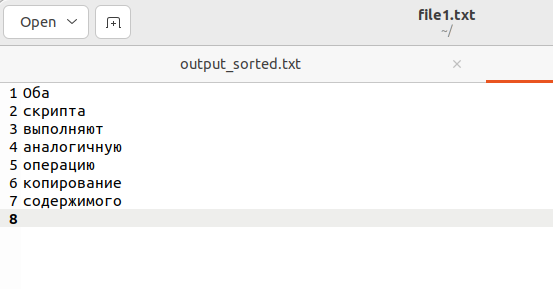 Open
file1.txt
~/
output_sorted.txt ×
1 Оба
2 скрипта
3 выполняют
4 аналогичную
5 операцию
6 копирование
7 содержимого
8